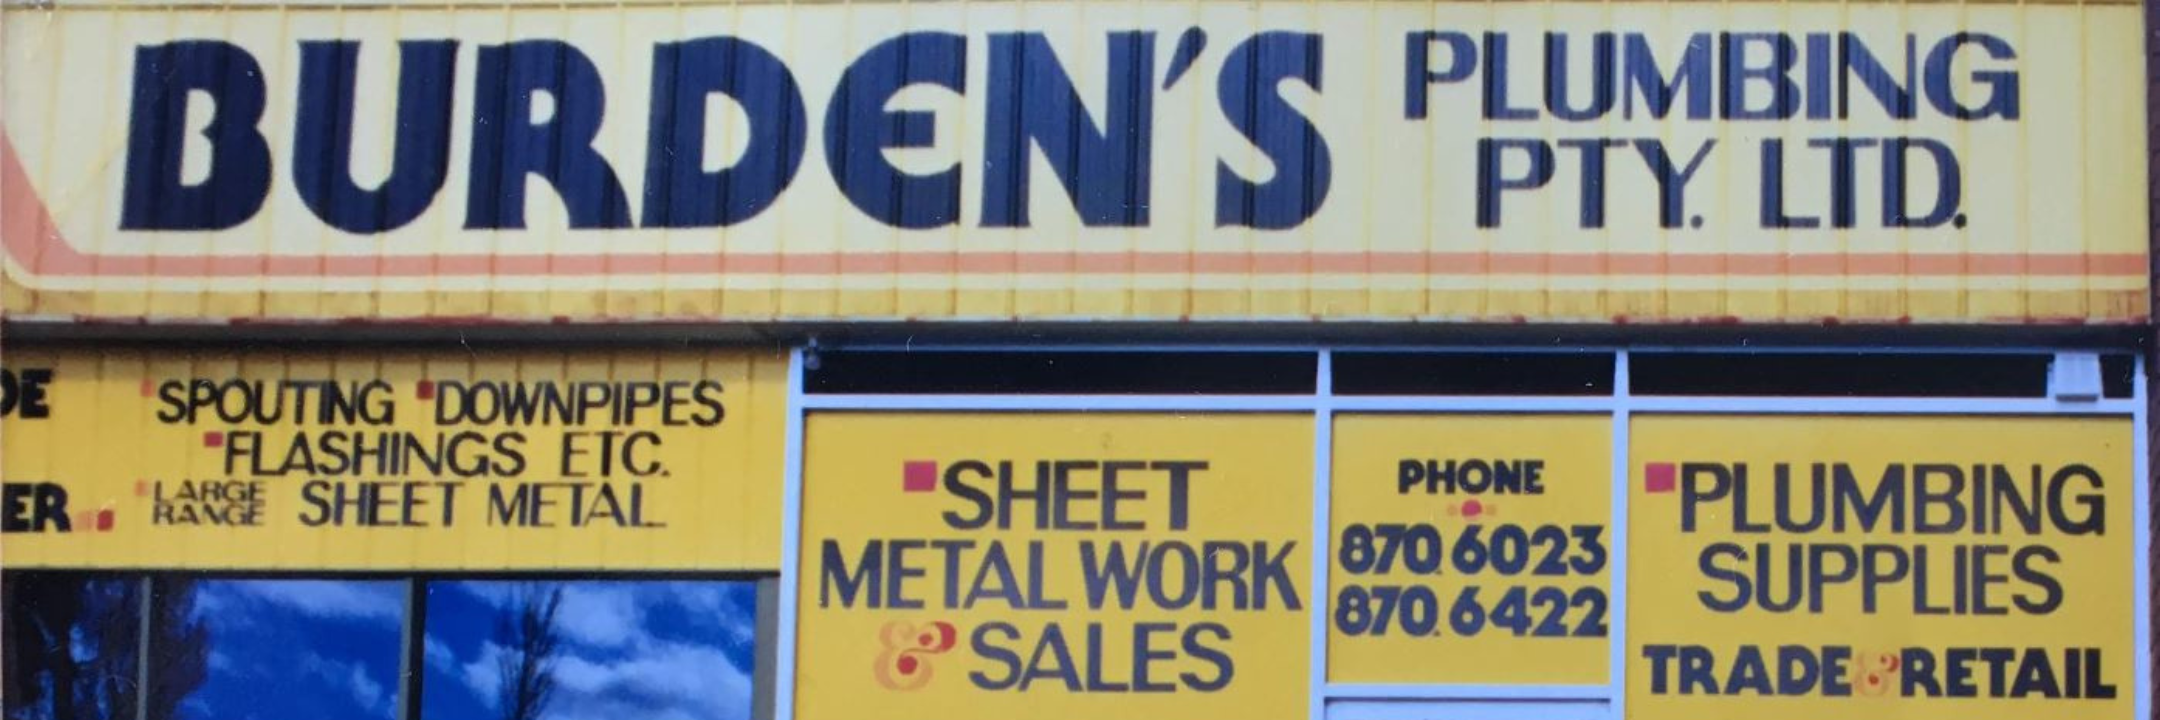 BURDEN'S
PLUMBING
PTY. LTD.
SPOUTING DOWNPIPES
FLASHINGS ETC.
LARGE
RANGE
SHEET METAL
SHEET
METAL WORK
& SALES
PHONE
870.6023
870.6422
PLUMBING
SUPPLIES
TRADE & RETAIL